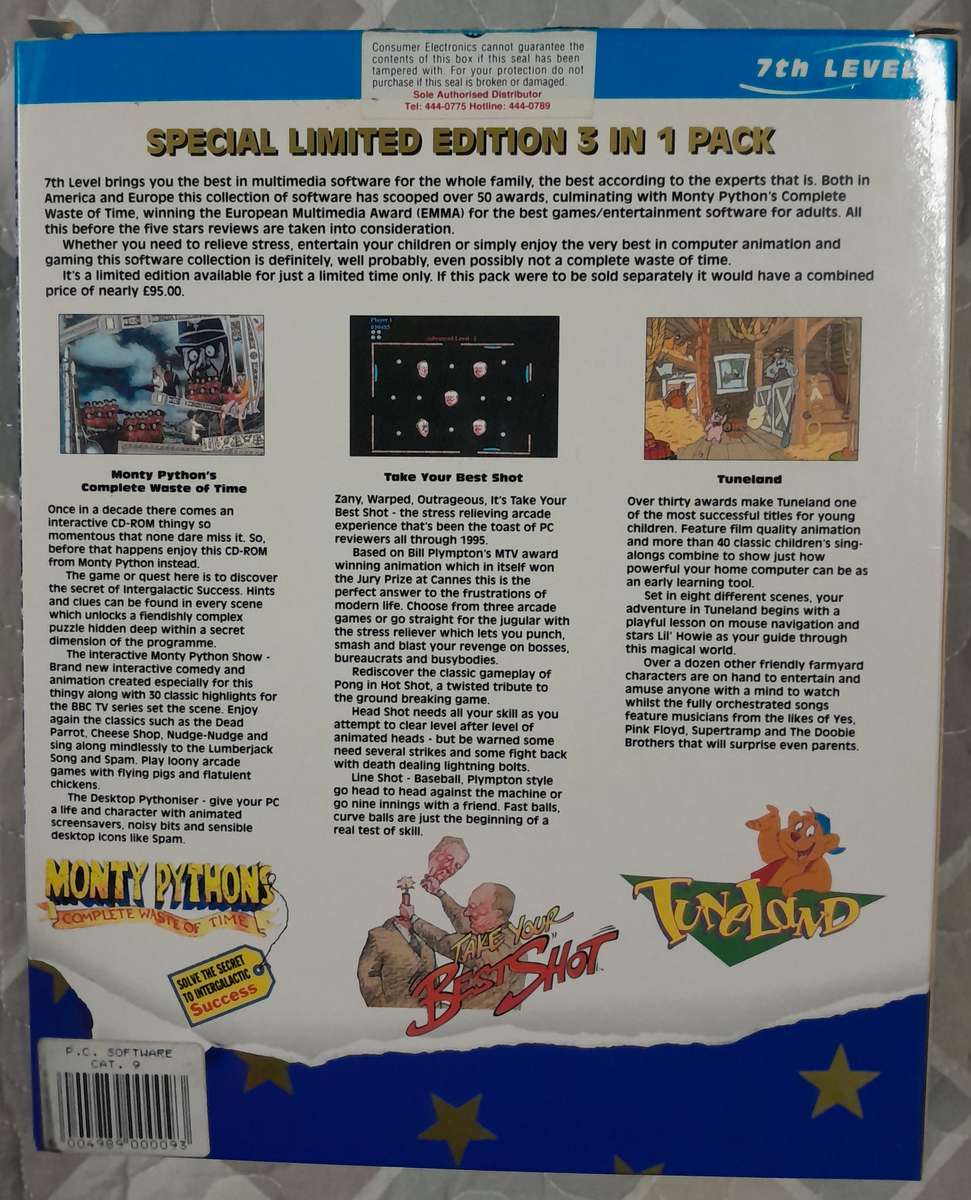 Consumer Electronics cannot guarantee the
contents of this box if this seal has been
tampered with. For your protection do not
purchase if this seal is broken or damaged.
Sole Authorised Distributor
Tel: 444-0775 Hotline: 444-0789
7th LEVEL
SPECIAL LIMITED EDITION 3 IN 1 PACK
7th Level brings you the best in multimedia software for the whole family, the best according to the experts that is. Both in
America and Europe this collection of software has scooped over 50 awards, culminating with Monty Python's Complete
Waste of Time, winning the European Multimedia Award (EMMA) for the best games/entertainment software for adults. All
this before the five stars reviews are taken into consideration.
Whether you need to relieve stress, entertain your children or simply enjoy the very best in computer animation and
gaming this software collection is definitely, well probably, even possibly not a complete waste of time.
It's a limited edition available for just a limited time only. If this pack were to be sold separately it would have a combined
price of nearly £95.00.
Player 1
Advanced Level 1
Monty Python's
Complete Waste of Time
Once in a decade there comes an
interactive CD-ROM thingy so
momentous that none dare miss it. So,
before that happens enjoy this CD-ROM
from Monty Python instead.
The game or quest here is to discover
the secret of Intergalactic Success. Hints
and clues can be found in every scene
which unlocks a fiendishly complex
puzzle hidden deep within a secret
dimension of the programme.
The interactive Monty Python Show -
Brand new interactive comedy and
animation created especially for this
thingy along with 30 classic highlights for
the BBC TV series set the scene. Enjoy
again the classics such as the Dead
Parrot, Cheese Shop, Nudge-Nudge and
sing along mindlessly to the Lumberjack
Song and Spam. Play loony arcade
games with flying pigs and flatulent
chickens.
The Desktop Pythoniser - give your PC
a life and character with animated
screensavers, noisy bits and sensible
desktop icons like Spam.
Take Your Best Shot
Zany, Warped, Outrageous, It's Take Your
Best Shot - the stress relieving arcade
experience that's been the toast of PC
reviewers all through 1995.
Based on Bill Plympton's MTV award
winning animation which in itself won
the Jury Prize at Cannes this is the
perfect answer to the frustrations of
modern life. Choose from three arcade
games or go straight for the jugular with
the stress reliever which lets you punch,
smash and blast your revenge on bosses,
bureaucrats and busybodies.
Rediscover the classic gameplay of
Pong in Hot Shot, a twisted tribute to
the ground breaking game.
Head Shot needs all your skill as you
attempt to clear level after level of
animated heads - but be warned some
need several strikes and some fight back
with death dealing lightning bolts.
Line Shot - Baseball, Plympton style
go head to head against the machine or
go nine innings with a friend. Fast balls,
curve balls are just the beginning of a
real test of skill.
Tuneland
Over thirty awards make Tuneland one
of the most successful titles for young
children. Feature film quality animation
and more than 40 classic children's sing-
alongs combine to show just how
powerful your home computer can be as
an early learning tool.
Set in eight different scenes, your
adventure in Tuneland begins with a
playful lesson on mouse navigation and
stars Lil' Howie as your guide through
this magical world.
Over a dozen other friendly farmyard
characters are on hand to entertain and
amuse anyone with a mind to watch
whilst the fully orchestrated songs
feature musicians from the likes of Yes,
Pink Floyd, Supertramp and The Doobie
Brothers that will surprise even parents.
MONTY PYTHON'S
COMPLETE WASTE OF TIME
SOLVE THE SECRET
TO INTERGALACTIC
Success
TAKE YOUR
BEST SHOT
TUNELAND
P.C. SOFTWARE
CAT. 9
004989 000093